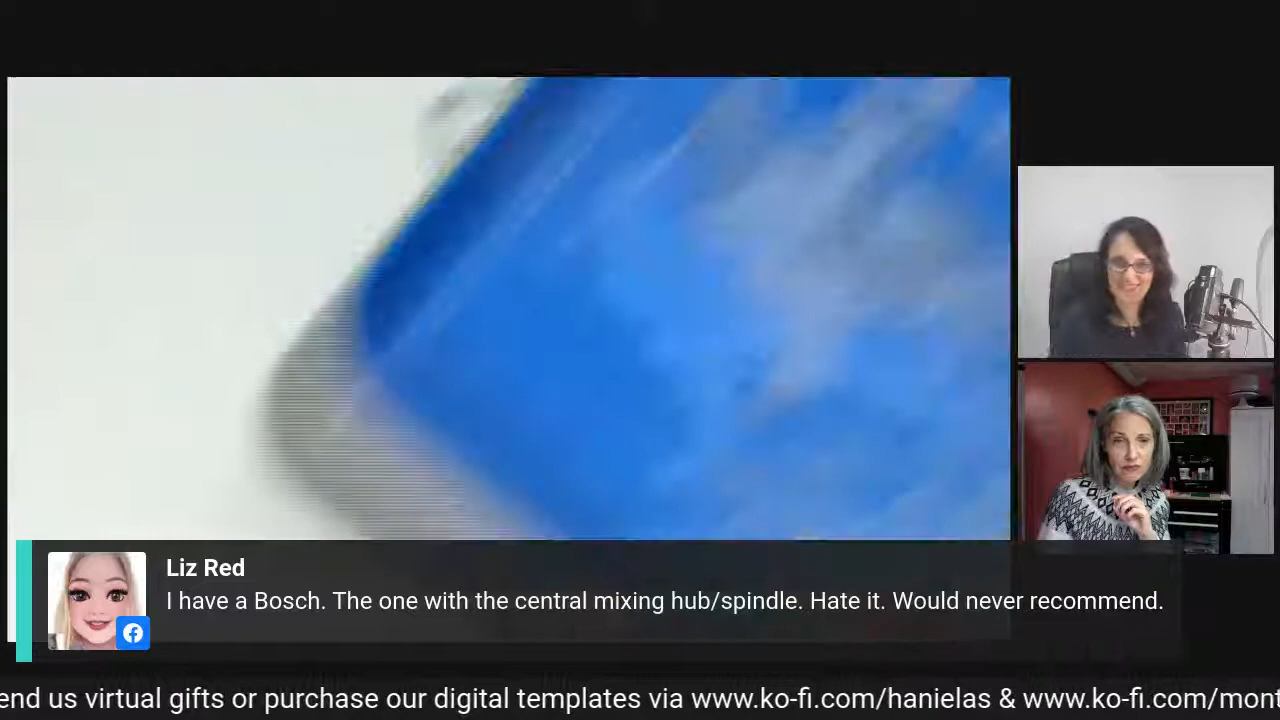 Liz Red
I have a Bosch. The one with the central mixing hub/spindle. Hate it. Would never recommend.
us virtual gifts or purchase our digital templates via www.ko-fi.com/hanielas & www.ko-fi.com/mont